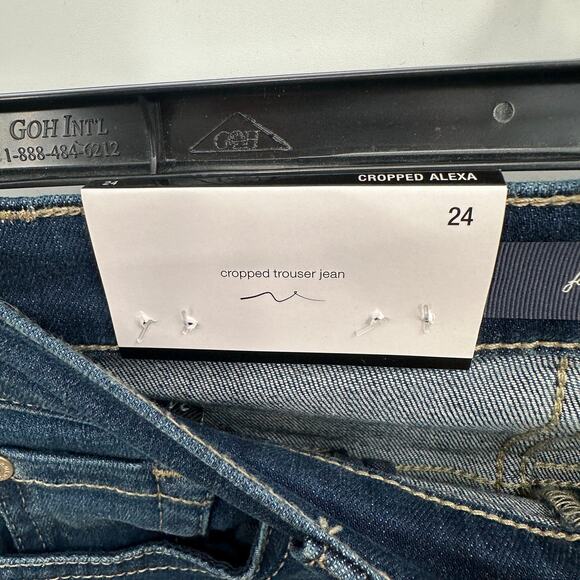 GOH INT'L
1-888-484-6212
GOH
24
CROPPED ALEXA
24
cropped trouser jean